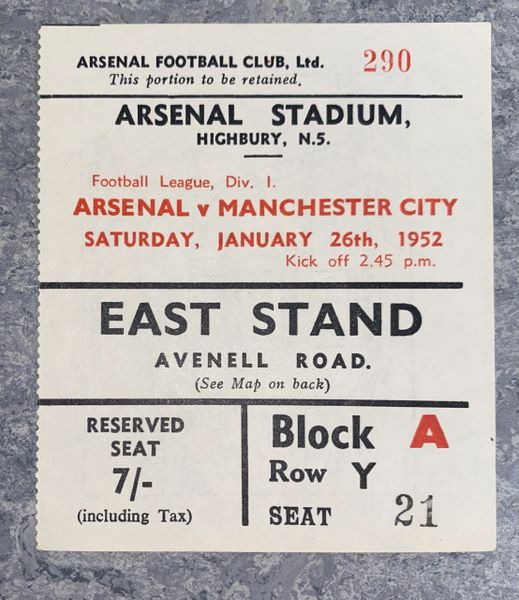 ARSENAL FOOTBALL CLUB, Ltd. 290
This portion to be retained.
ARSENAL STADIUM,
HIGHBURY, N.5.
Football League, Div. I.
ARSENAL v MANCHESTER CITY
SATURDAY, JANUARY 26th, 1952
Kick off 2.45 p.m.
EAST STAND
AVENELL ROAD.
(See Map on back)
RESERVED
SEAT
7/-
(including Tax)
Block A
Row Y
SEAT 21